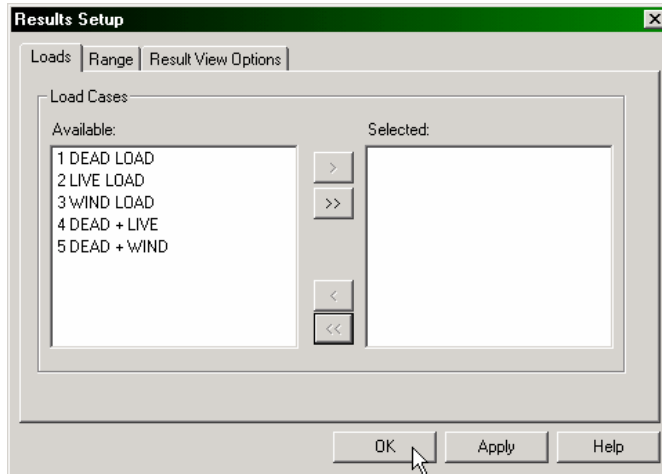 Results Setup
Loads Range Result View Options
Load Cases
Available:
Selected:
1 DEAD LOAD
2 LIVE LOAD
3 WIND LOAD
4 DEAD + LIVE
5 DEAD + WIND
>
>>
<
<<
OK Apply Help